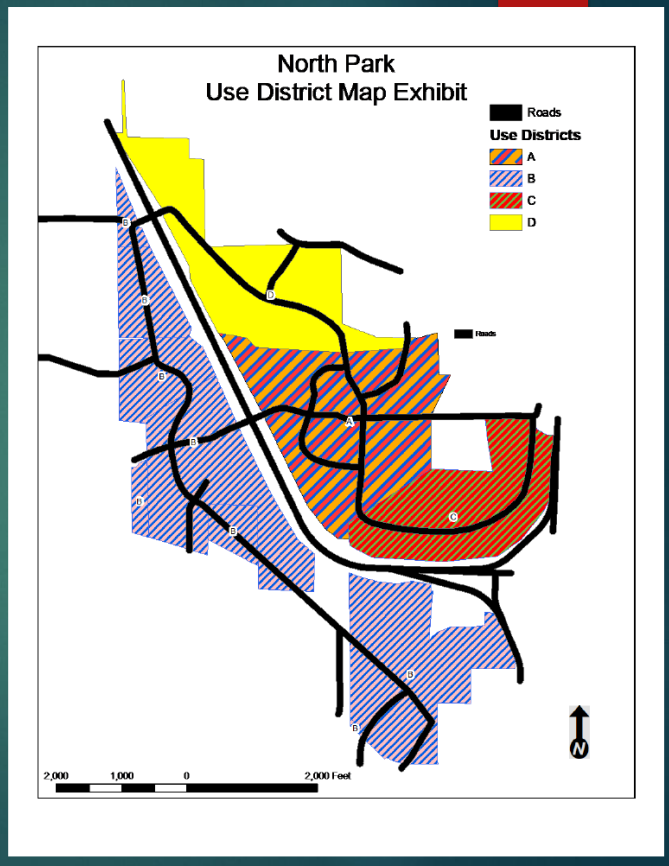 North Park
Use District Map Exhibit
Roads
Use Districts
A
B
C
D
B
B
D
Roads
B
A
B
D
C
B
D
B
N
2,000 1,000 0 2,000 Feet